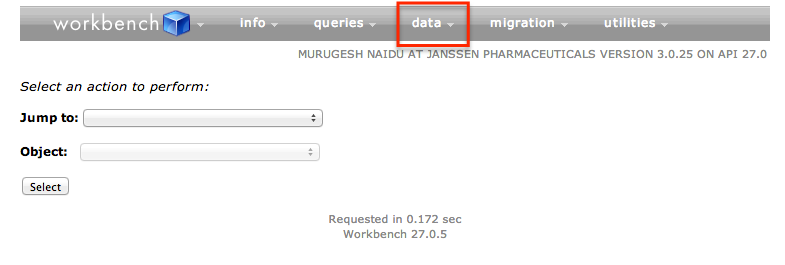 workbench info queries data migration utilities
MURUGESH NAIDU AT JANSSEN PHARMACEUTICALS VERSION 3.0.25 ON API 27.0
Select an action to perform:
Jump to:
Object:
Select
Requested in 0.172 sec
Workbench 27.0.5